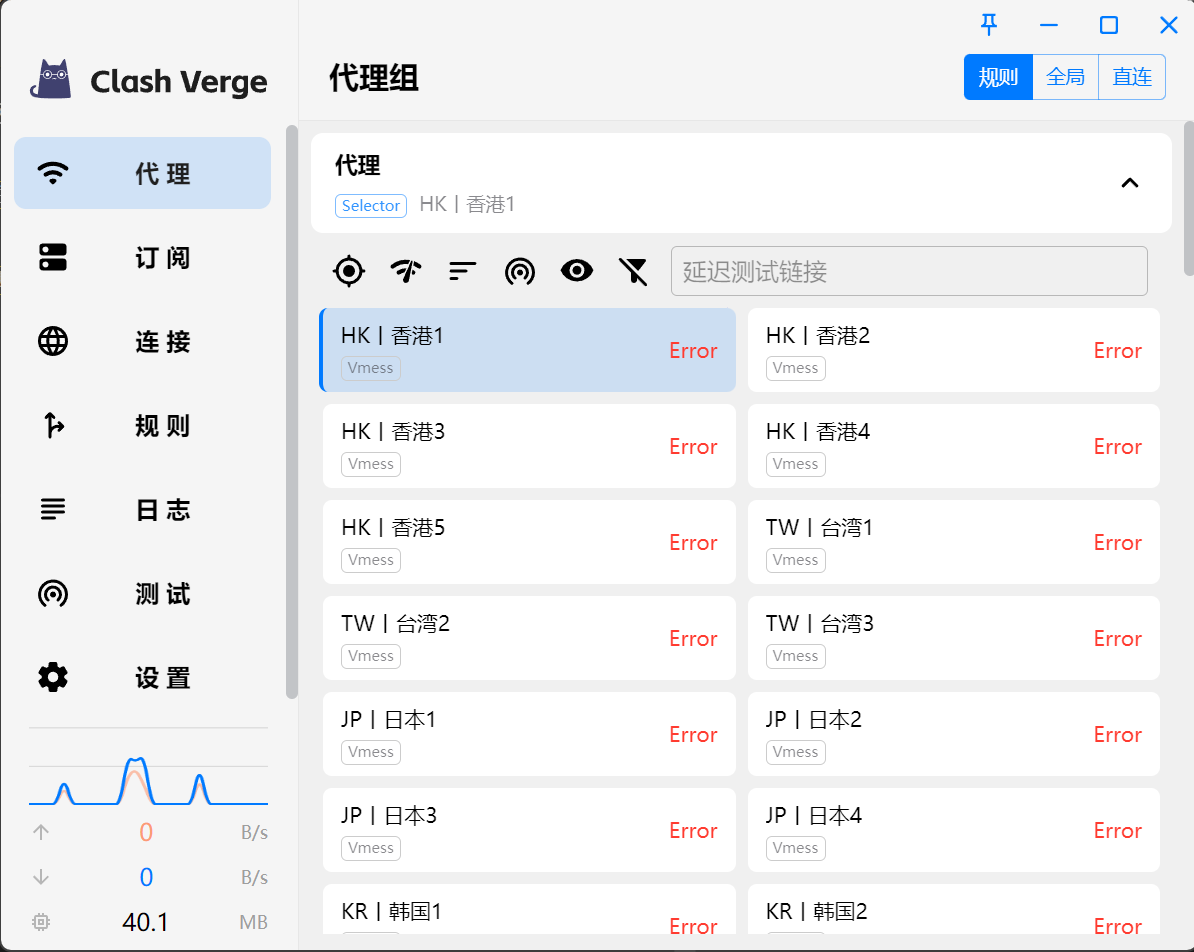 Clash Verge
代 理
订 阅
连 接
规 则
日 志
测 试
设 置
0 B/s
0 B/s
40.1 MB
代理组
规则 全局 直连
代理
Selector HK丨香港1
延迟测试链接
HK丨香港1
Vmess
Error
HK丨香港2
Vmess
Error
HK丨香港3
Vmess
Error
HK丨香港4
Vmess
Error
HK丨香港5
Vmess
Error
TW丨台湾1
Vmess
Error
TW丨台湾2
Vmess
Error
TW丨台湾3
Vmess
Error
JP丨日本1
Vmess
Error
JP丨日本2
Vmess
Error
JP丨日本3
Vmess
Error
JP丨日本4
Vmess
Error
KR丨韩国1
Error
KR丨韩国2
Error